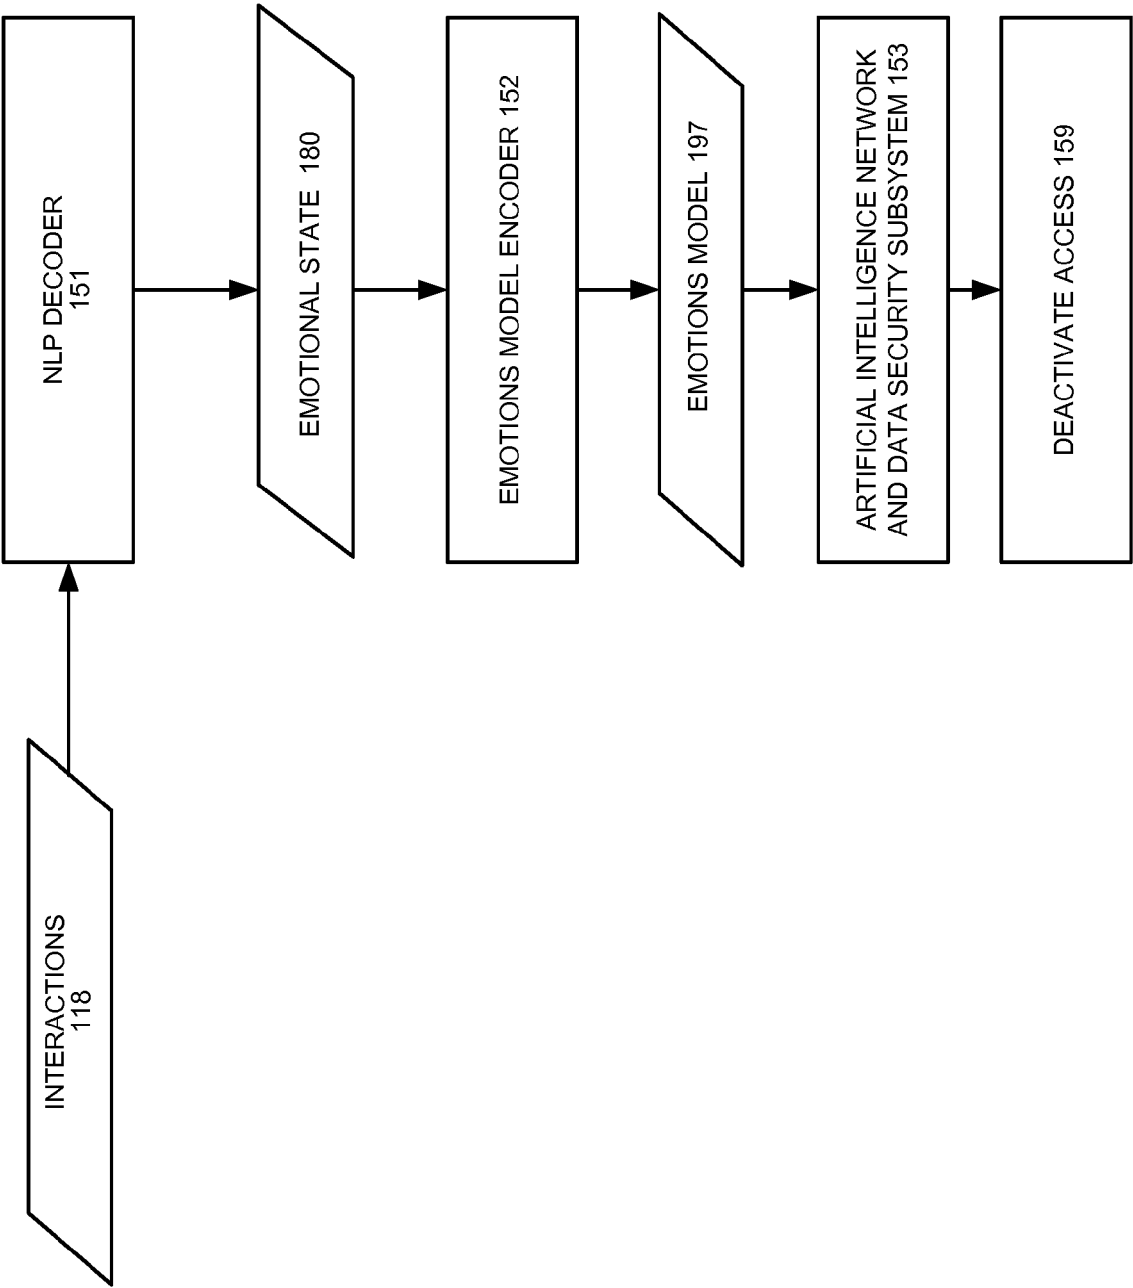 INTERACTIONS
118
NLP DECODER
151
EMOTIONAL STATE 180
EMOTIONS MODEL ENCODER 152
EMOTIONS MODEL 197
ARTIFICIAL INTELLIGENCE NETWORK
AND DATA SECURITY SUBSYSTEM 153
DEACTIVATE ACCESS 159